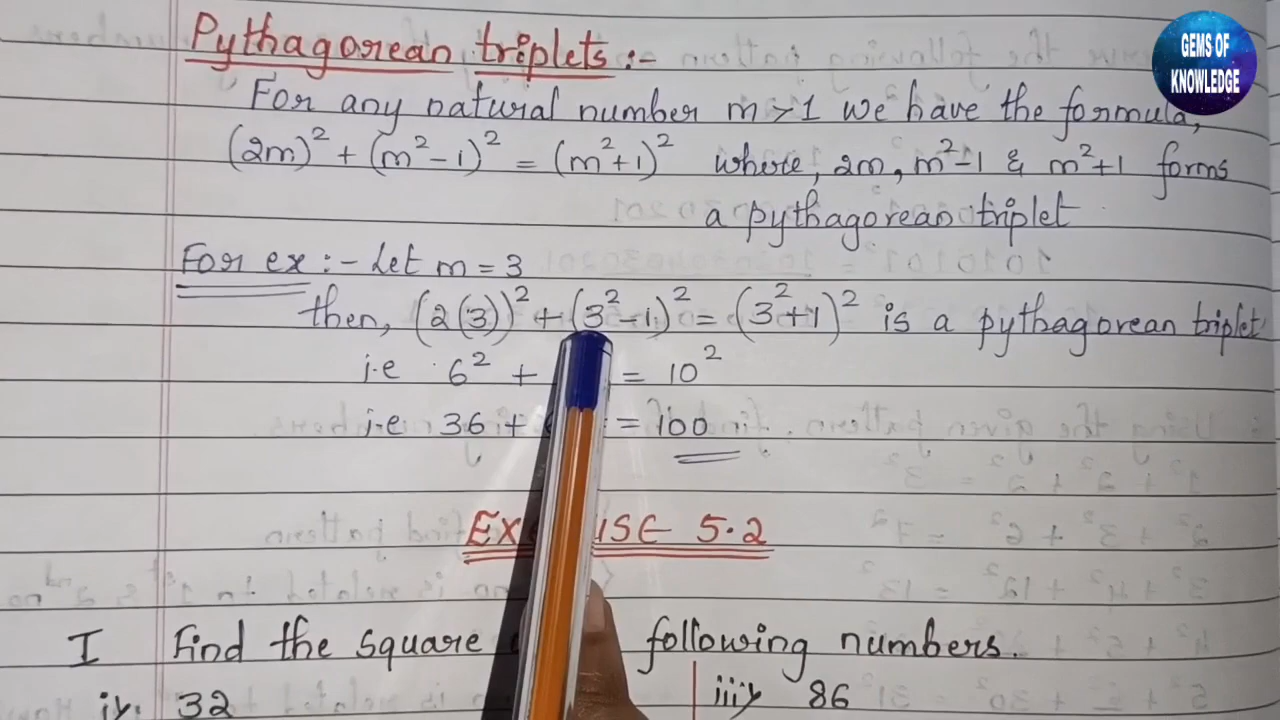 Pythagorean triplets :-
GEMS OF
KNOWLEDGE
For any natural number m > 1 we have the formula,
(2m)² + (m² - 1)² = (m² + 1)² where, 2m, m² - 1 & m² + 1 forms
a pythagorean triplet
For ex :- Let m = 3
then, (2(3))² + (3² - 1)² = (3² + 1)² is a pythagorean triplet
i.e 6² + = 10²
i.e 36 + = 100
5.2
I Find the square following numbers.
i). 32
iii) 86